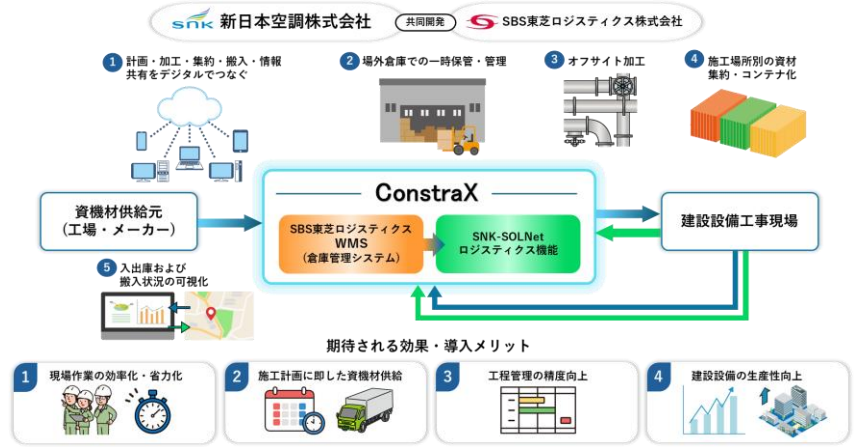 SNK 新日本空調株式会社
共同開発
SBS東芝ロジスティクス株式会社
1 計画・加工・集約・搬入・情報
共有をデジタルでつなぐ
2 場外倉庫での一時保管・管理
3 オフサイト加工
4 施工場所別の資材
集約・コンテナ化
ConstraX
資機材供給元
(工場・メーカー)
SBS東芝ロジスティクス
WMS
(倉庫管理システム)
SNK-SOLNet
ロジスティクス機能
建設設備工事現場
5 入出庫および
搬入状況の可視化
期待される効果・導入メリット
1 現場作業の効率化・省力化
2 施工計画に即した資機材供給
3 工程管理の精度向上
4 建設設備の生産性向上